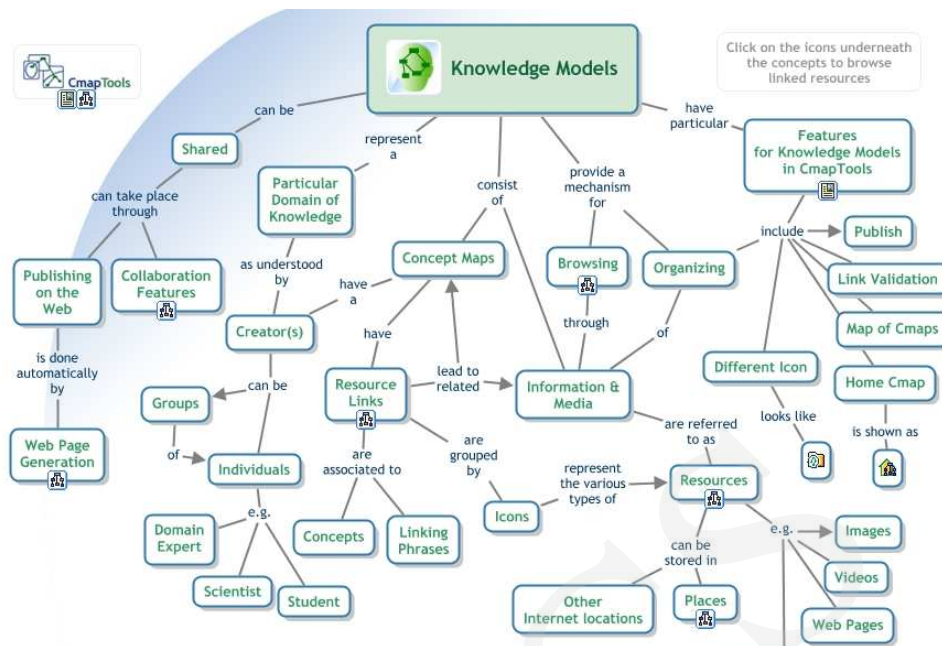 CmapTools
Knowledge Models
Click on the icons underneath
the concepts to browse
linked resources
can be
represent
a
consist
of
provide a
mechanism
for
have
particular
Shared
Features
for Knowledge Models
in CmapTools
can take place
through
Particular
Domain of
Knowledge
include
Publish
Publishing
on the
Web
Collaboration
Features
as understood
by
Concept Maps
Browsing
Organizing
Link Validation
have
a
Creator(s)
have
through
of
Map of Cmaps
is done
automatically
by
can be
lead to
related
Groups
Resource
Links
Information &
Media
Different Icon
Home Cmap
are referred
to as
looks like
is shown as
Web Page
Generation
of
Individuals
are
associated to
are
grouped
by
represent
the various
types of
Resources
Icons
e.g.
Domain
Expert
Concepts
Linking
Phrases
e.g.
Images
can be
stored in
Scientist
Student
Other
Internet locations
Places
Videos
Web Pages